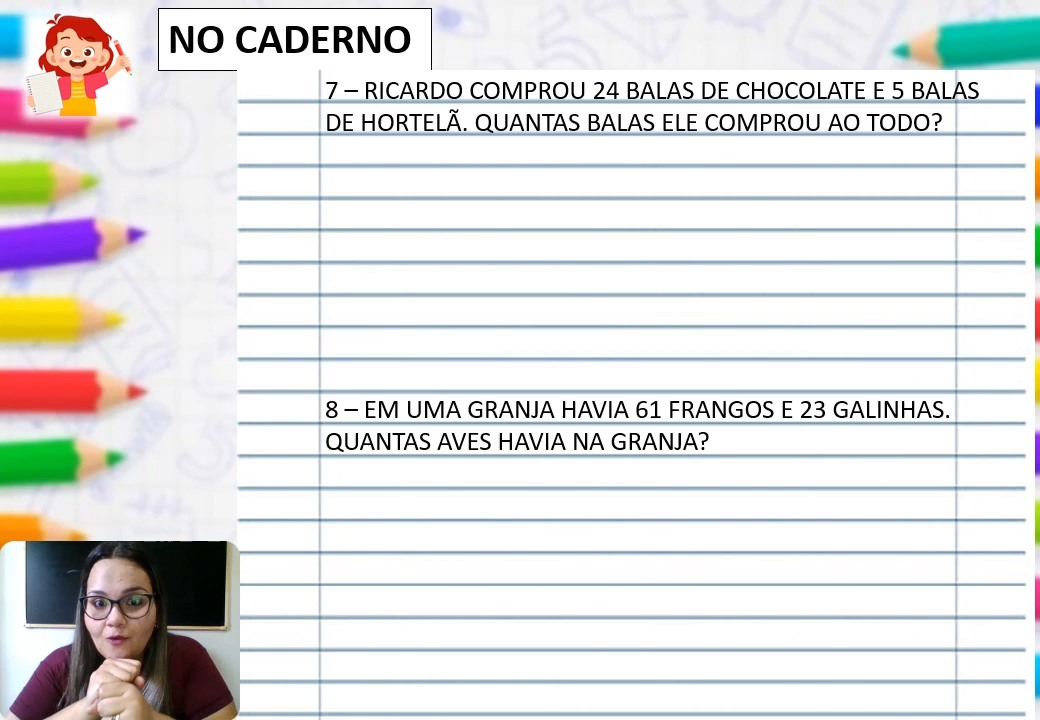 NO CADERNO
7 – RICARDO COMPROU 24 BALAS DE CHOCOLATE E 5 BALAS
DE HORTELÃ. QUANTAS BALAS ELE COMPROU AO TODO?
8 – EM UMA GRANJA HAVIA 61 FRANGOS E 23 GALINHAS.
QUANTAS AVES HAVIA NA GRANJA?